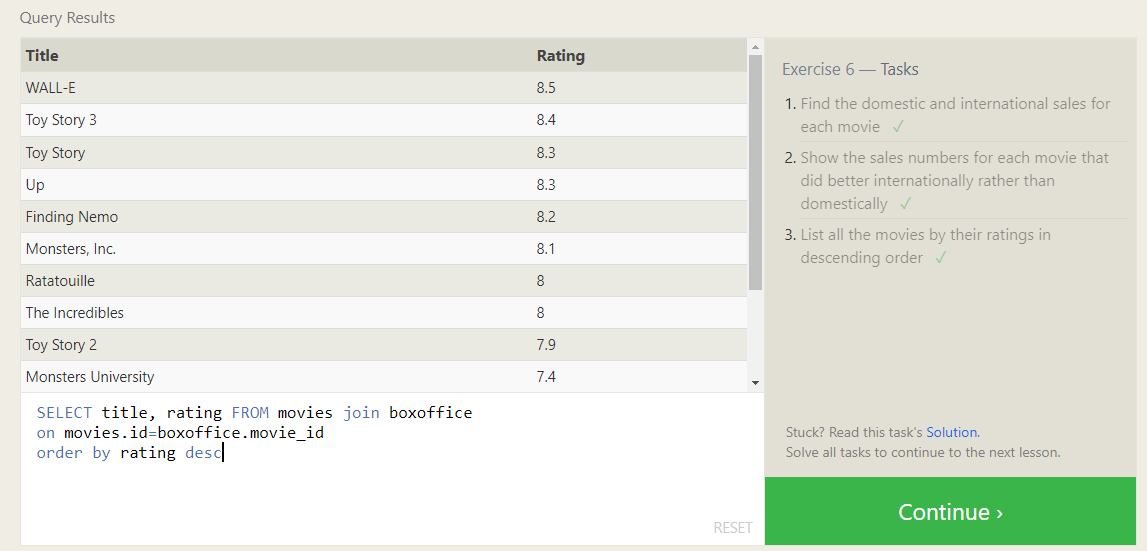 Query Results
Title Rating
WALL-E 8.5
Toy Story 3 8.4
Toy Story 8.3
Up 8.3
Finding Nemo 8.2
Monsters, Inc. 8.1
Ratatouille 8
The Incredibles 8
Toy Story 2 7.9
Monsters University 7.4
SELECT title, rating FROM movies join boxoffice
on movies.id=boxoffice.movie_id
order by rating desc
RESET
Exercise 6 — Tasks
1. Find the domestic and international sales for
each movie ✓
2. Show the sales numbers for each movie that
did better internationally rather than
domestically ✓
3. List all the movies by their ratings in
descending order ✓
Stuck? Read this task's Solution.
Solve all tasks to continue to the next lesson.
Continue ›